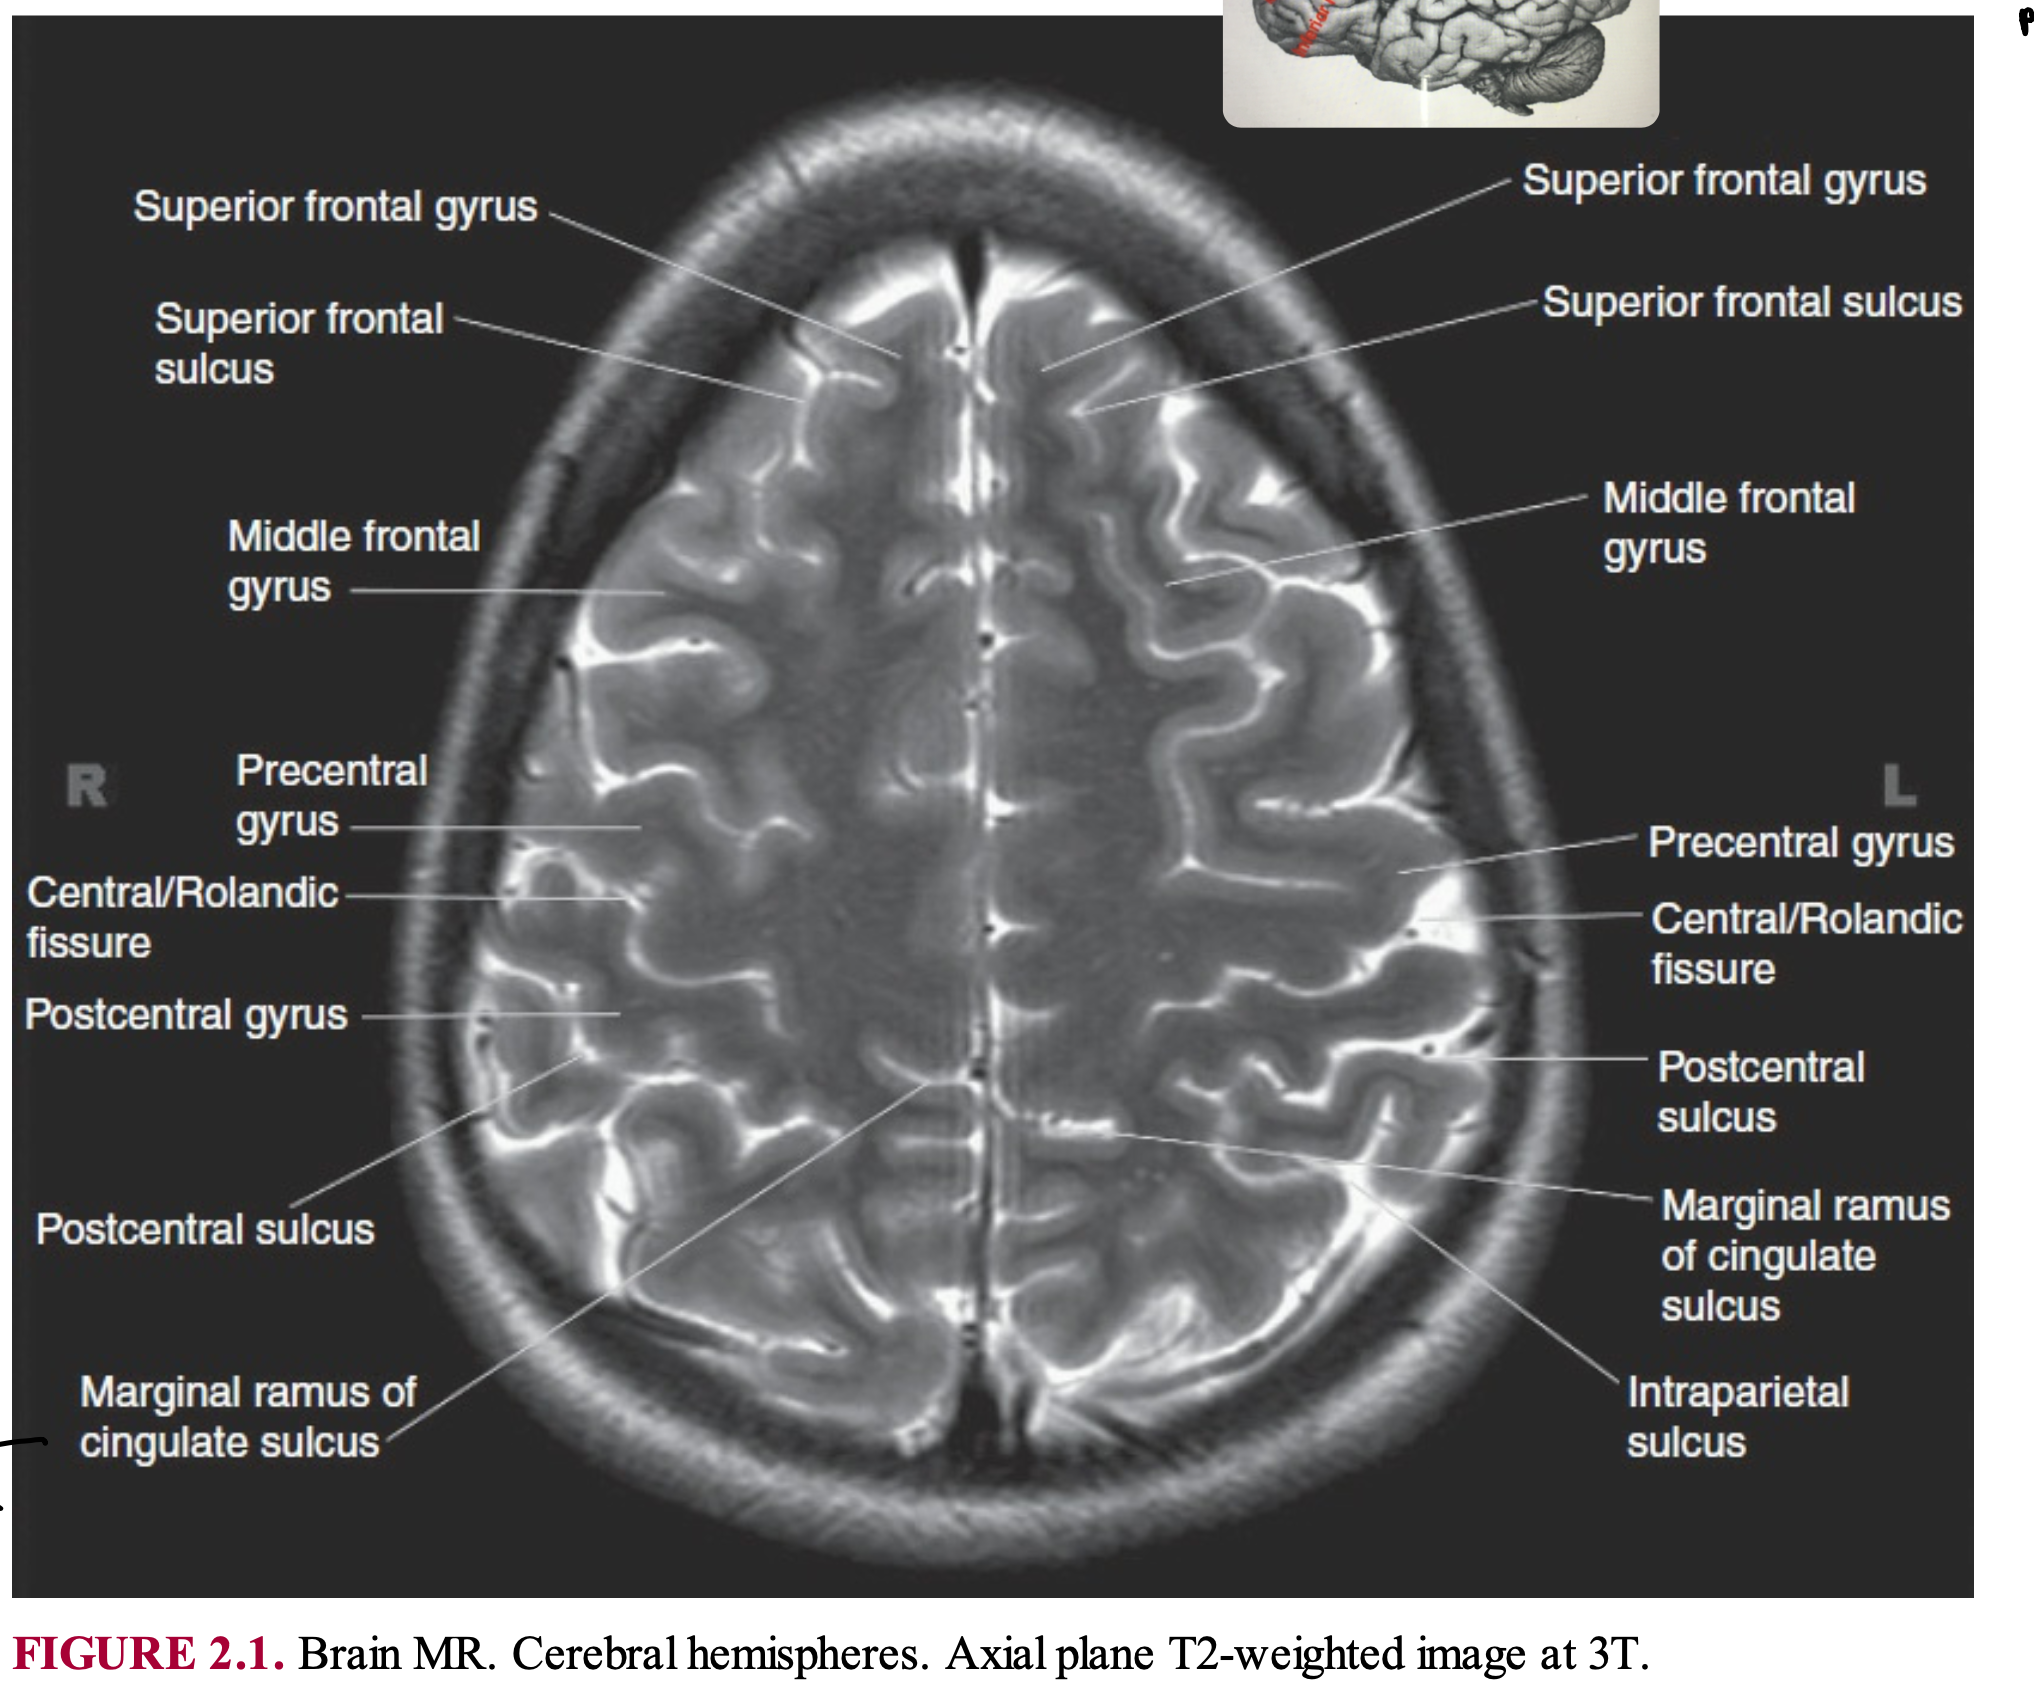 Superior frontal gyrus
Superior frontal
sulcus
Middle frontal
gyrus
R
Precentral
gyrus
Central/Rolandic
fissure
Postcentral gyrus
Postcentral sulcus
Marginal ramus of
cingulate sulcus
Superior frontal gyrus
Superior frontal sulcus
Middle frontal
gyrus
L
Precentral gyrus
Central/Rolandic
fissure
Postcentral
sulcus
Marginal ramus
of cingulate
sulcus
Intraparietal
sulcus
FIGURE 2.1. Brain MR. Cerebral hemispheres. Axial plane T2-weighted image at 3T.